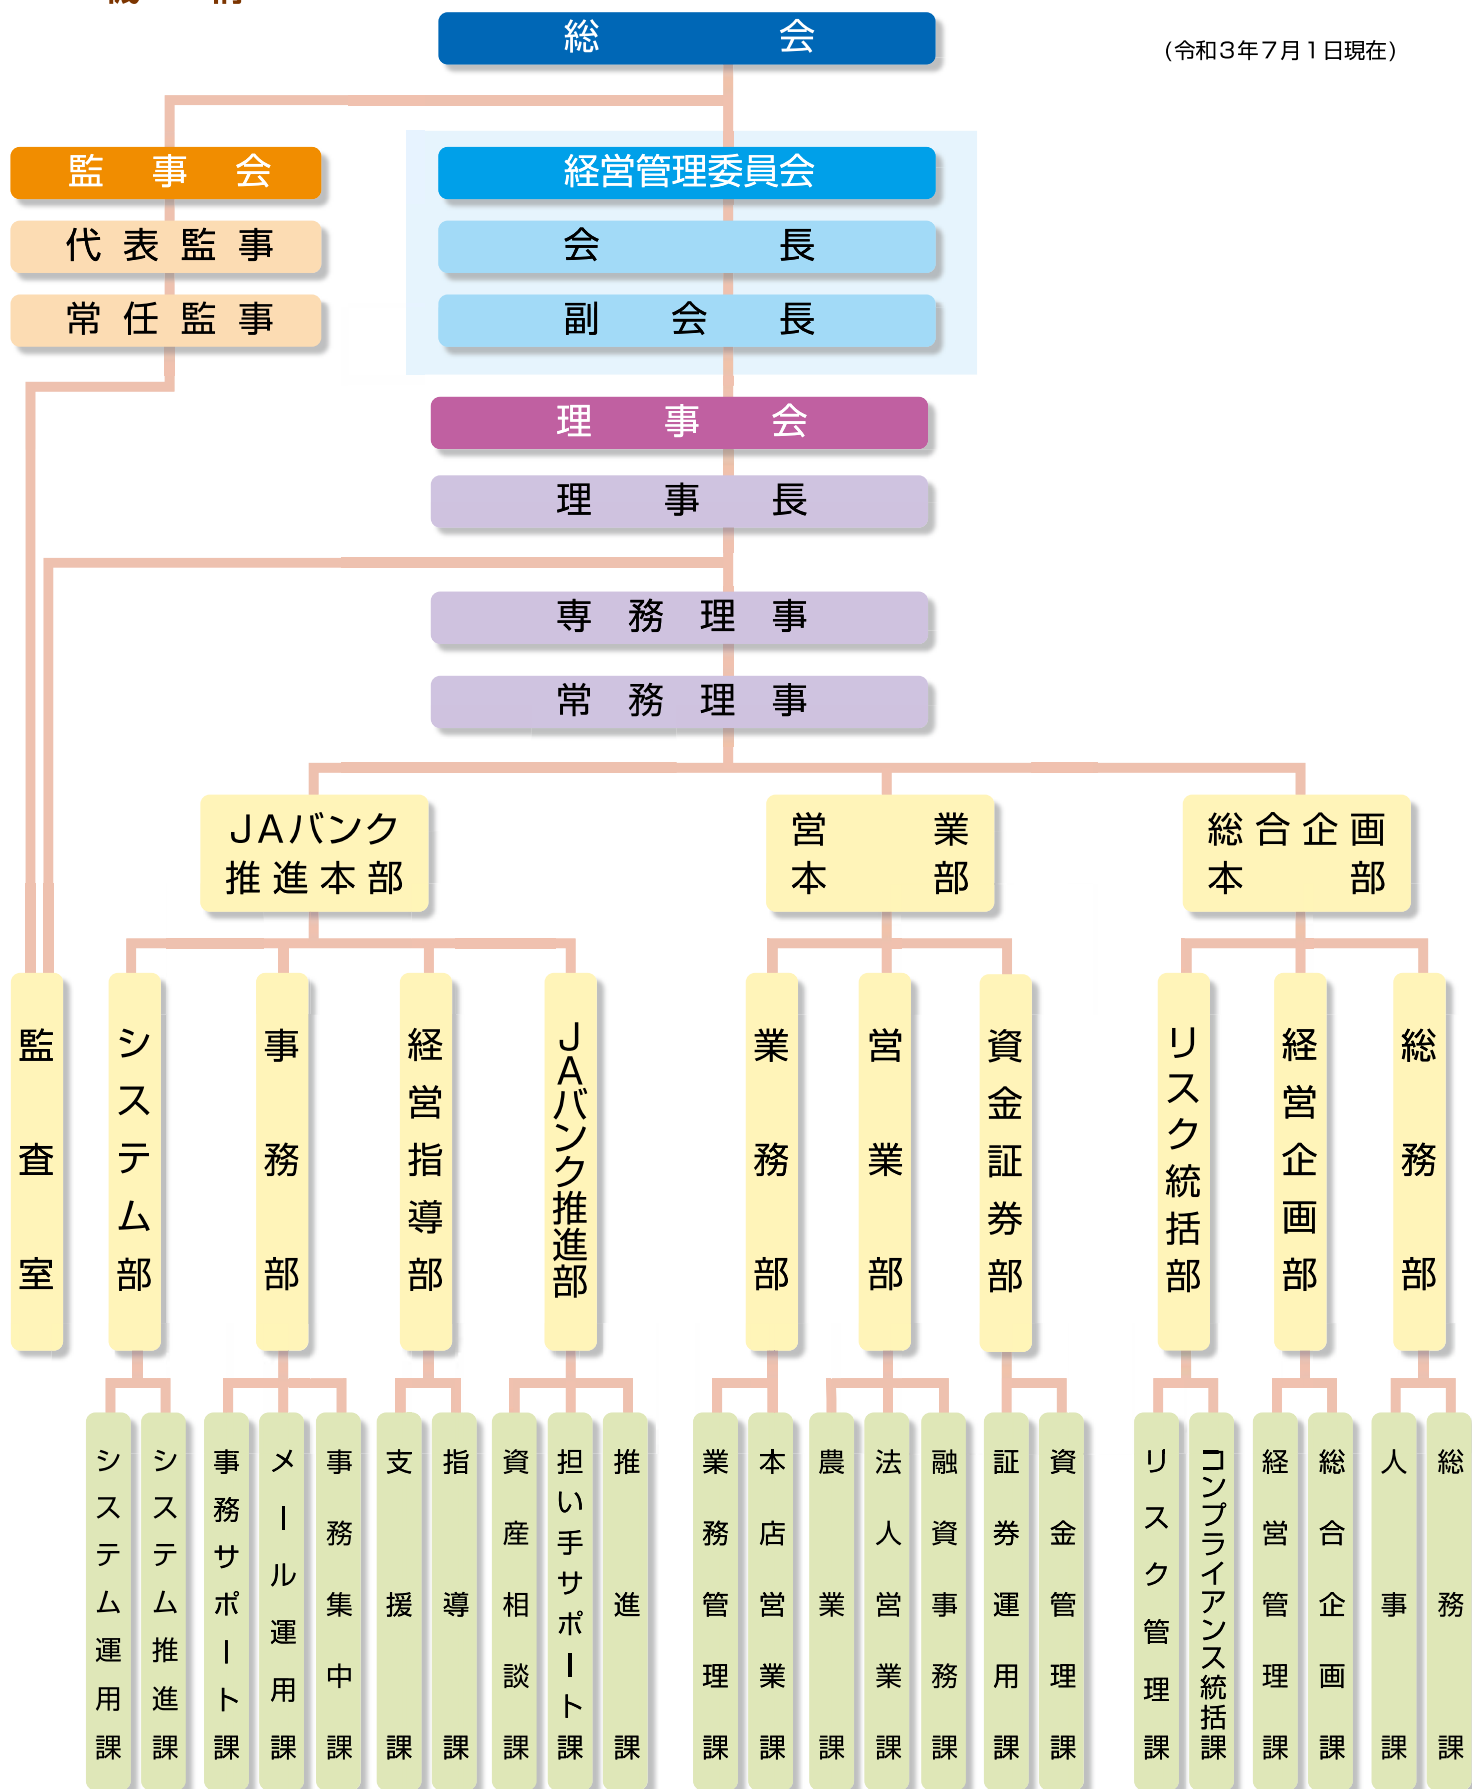 機構
総会
(令和3年7月1日現在)
監事会
経営管理委員会
代表監事
会長
常任監事
副会長
理事会
理事長
専務理事
常務理事
JAバンク
推進本部
営業
本部
総合企画
本部
監査室
システム部
事務部
経営指導部
JAバンク推進部
業務部
営業部
資金証券部
リスク統括部
経営企画部
総務部
システム運用課
システム推進課
事務サポート課
メール運用課
事務集中課
支援課
指導課
資産相談課
担い手サポート課
推進課
業務管理課
本店営業課
農業課
法人営業課
融資事務課
証券運用課
資金管理課
リスク管理課
コンプライアンス統括課
経営管理課
総合企画課
人事課
総務課